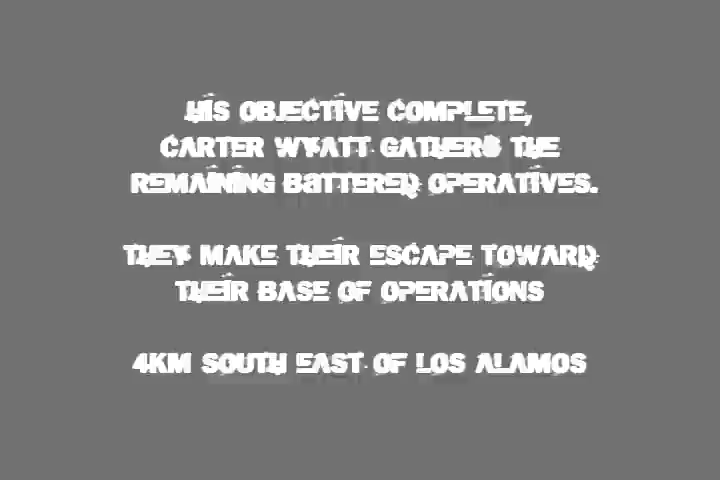 HIS OBJECTIVE COMPLETE,
CARTER WYATT GATHERS THE
REMAINING BATTERED OPERATIVES.
THEY MAKE THEIR ESCAPE TOWARD
THEIR BASE OF OPERATIONS
4KM SOUTH EAST OF LOS ALAMOS